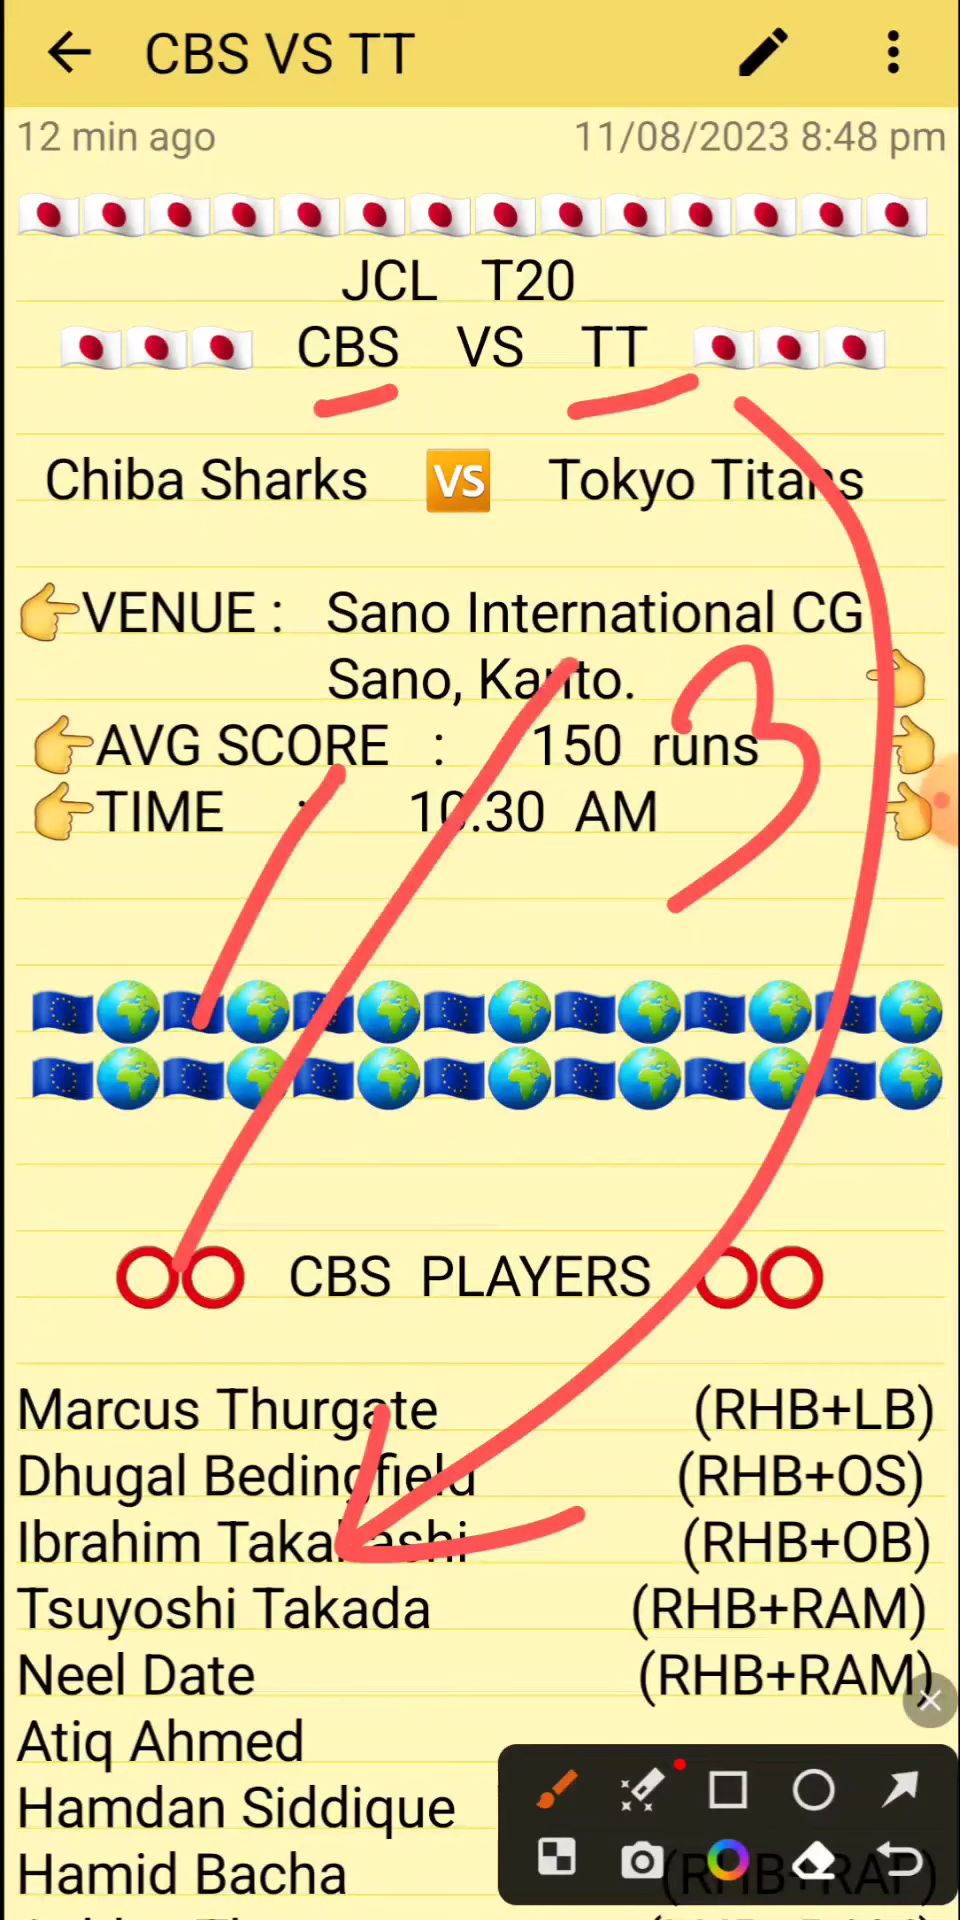 CBS VS TT
12 min ago 11/08/2023 8:48 pm
JCL T20
CBS VS TT
Chiba Sharks VS Tokyo Titans
VENUE : Sano International CG
Sano, Kanto.
AVG SCORE : 150 runs
TIME : 10.30 AM
CBS PLAYERS
Marcus Thurgate (RHB+LB)
Dhugal Bedingfield (RHB+OS)
Ibrahim Takahashi (RHB+OB)
Tsuyoshi Takada (RHB+RAM)
Neel Date (RHB+RAM)
Atiq Ahmed
Hamdan Siddique
Hamid Bacha (RHB+RAF)